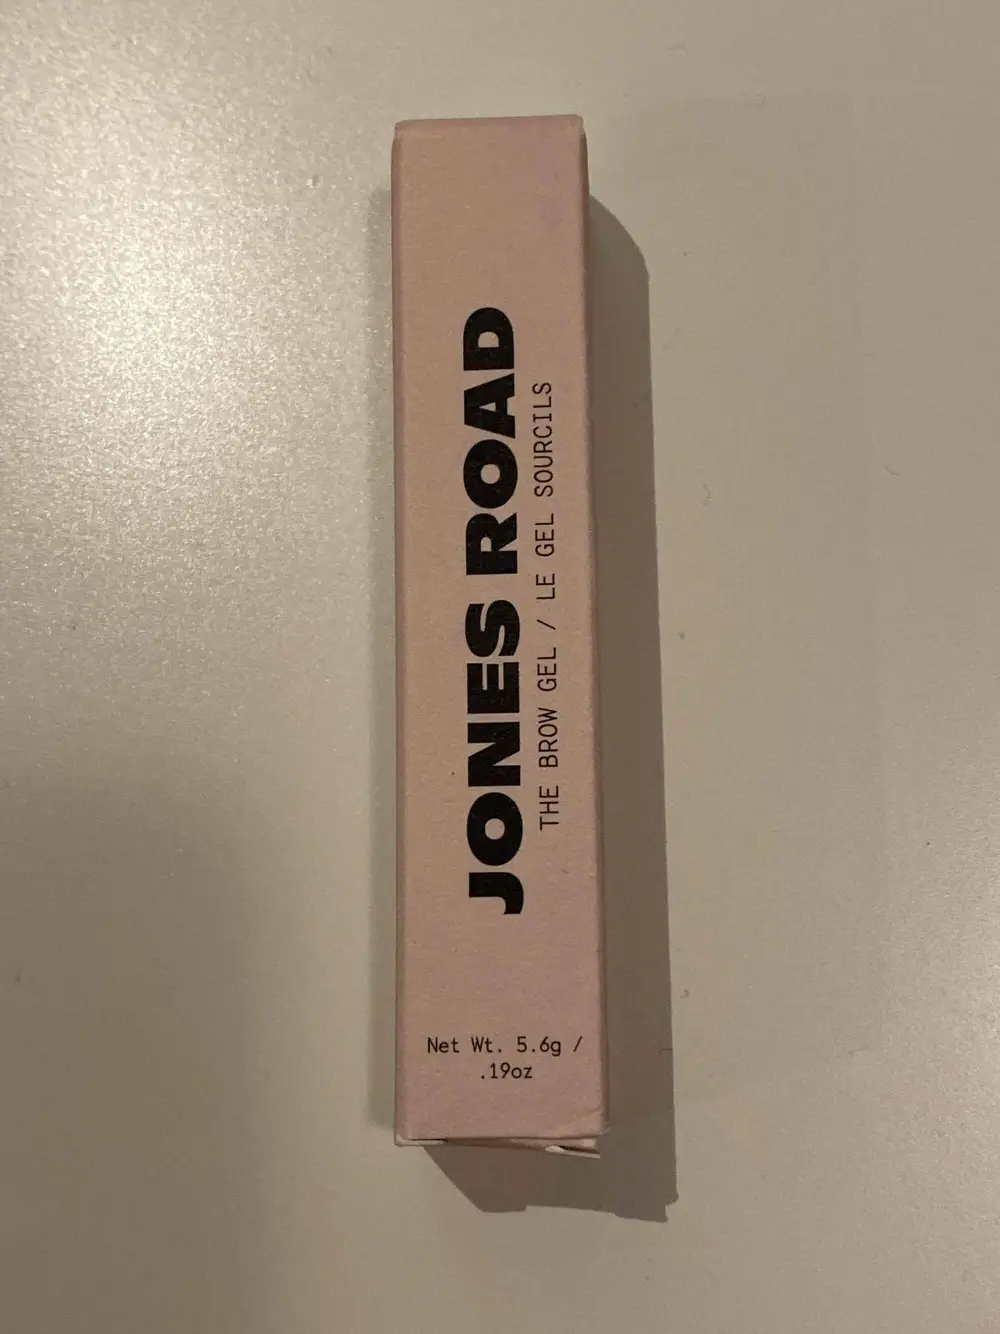 JONES ROAD
THE BROW GEL / LE GEL SOURCILS
Net Wt. 5.6g /
.19oz